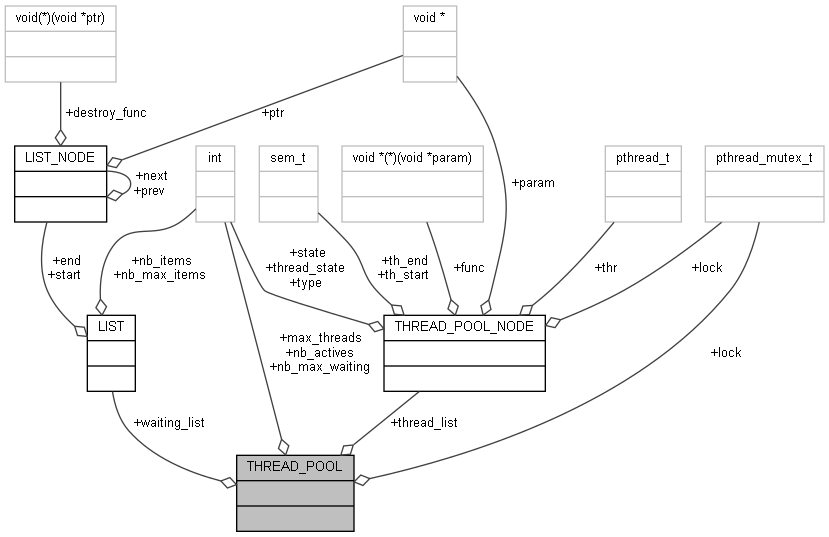 void(*)(void *ptr)
void *
+destroy_func
+ptr
LIST_NODE
int
sem_t
void *(*)(void *param)
pthread_t
pthread_mutex_t
+next
+prev
+param
+end
+start
+nb_items
+nb_max_items
+state
+thread_state
+type
+th_end
+th_start
+func
+thr
+lock
LIST
THREAD_POOL_NODE
+max_threads
+nb_actives
+nb_max_waiting
+lock
+waiting_list
+thread_list
THREAD_POOL